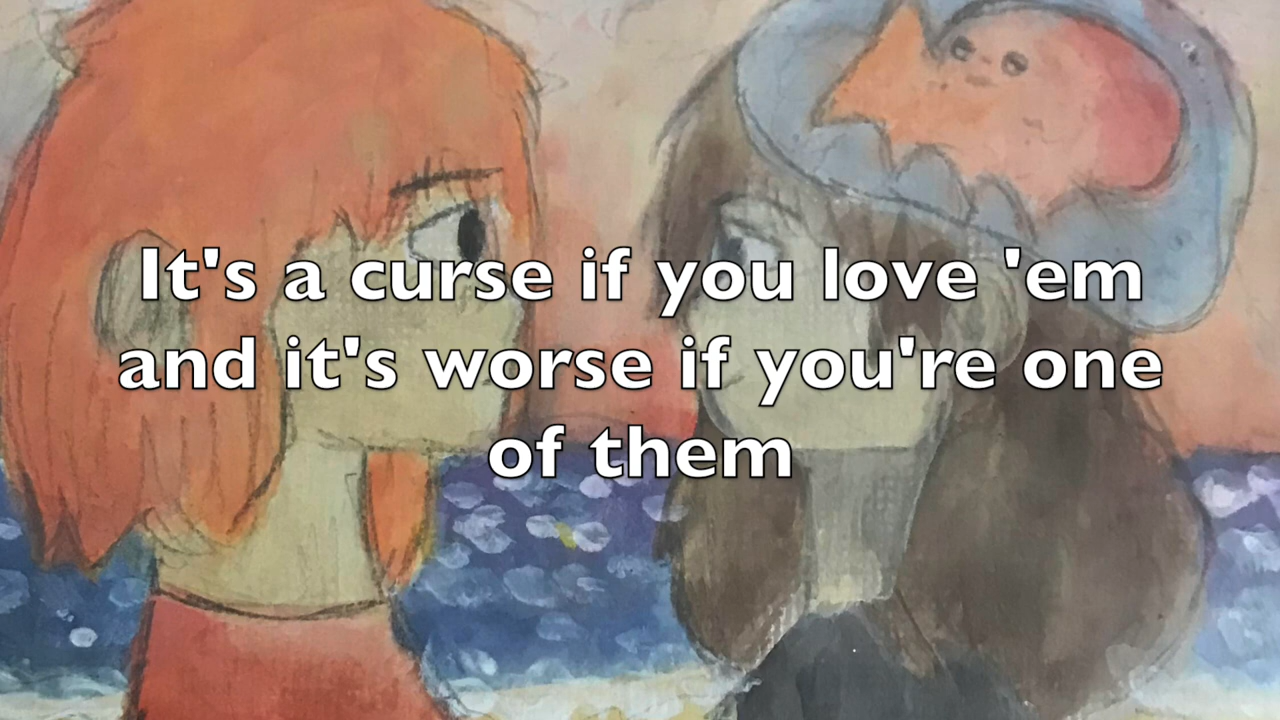 It's a curse if you love 'em
and it's worse if you're one
of them